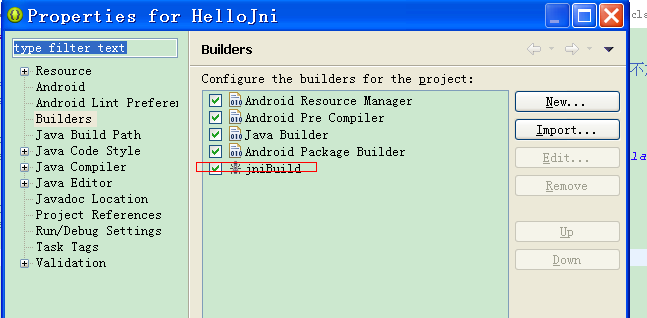 Properties for HelloJni
type filter text
Resource
Android
Android Lint Prefere
Builders
Java Build Path
Java Code Style
Java Compiler
Java Editor
Javadoc Location
Project References
Run/Debug Settings
Task Tags
Validation
Builders
Configure the builders for the project:
Android Resource Manager
Android Pre Compiler
Java Builder
Android Package Builder
jniBuild
New...
Import...
Edit...
Remove
Up
Down
cla
不
la